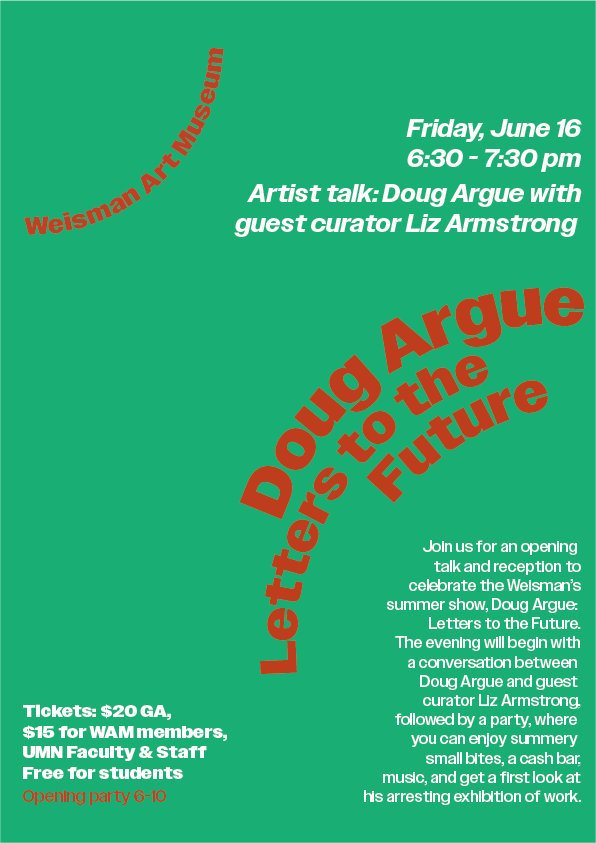 Weisman Art Museum
Friday, June 16
6:30 - 7:30 pm
Artist talk: Doug Argue with
guest curator Liz Armstrong
Doug Argue
Letters to the
Future
Join us for an opening
talk and reception to
celebrate the Weisman's
summer show, Doug Argue:
Letters to the Future.
The evening will begin with
a conversation between
Doug Argue and guest
curator Liz Armstrong.
followed by a party, where
you can enjoy summery
small bites, a cash bar,
music, and get a first look at
his arresting exhibition of work.
Tickets: $20 GA,
$15 for WAM members,
UMN Faculty & Staff
Free for students
Opening party 6-10